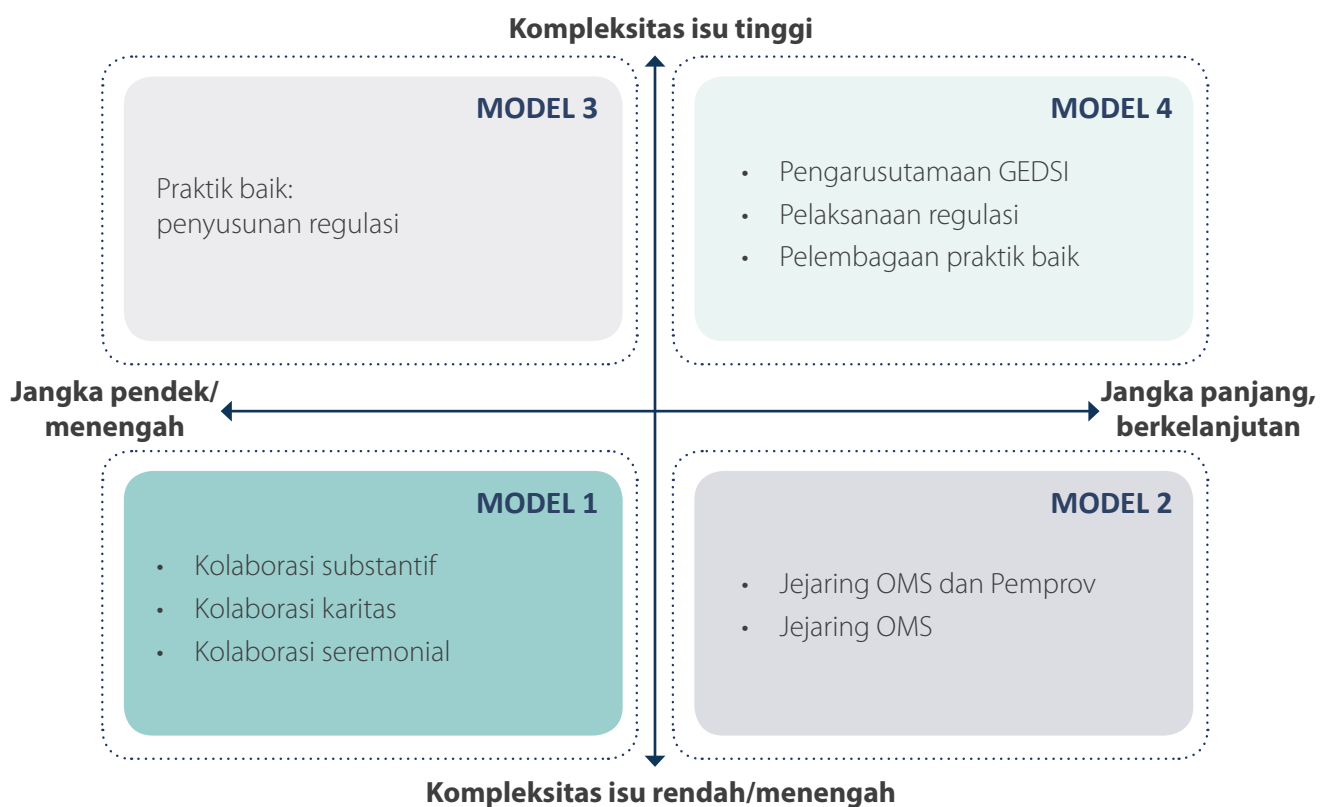 Kompleksitas isu tinggi
MODEL 3
Praktik baik:
penyusunan regulasi
MODEL 4
• Pengarusutamaan GEDSI
• Pelaksanaan regulasi
• Pelembagaan praktik baik
Jangka pendek/
menengah
Jangka panjang,
berkelanjutan
MODEL 1
• Kolaborasi substantif
• Kolaborasi karitas
• Kolaborasi seremonial
MODEL 2
• Jejaring OMS dan Pemprov
• Jejaring OMS
Kompleksitas isu rendah/menengah